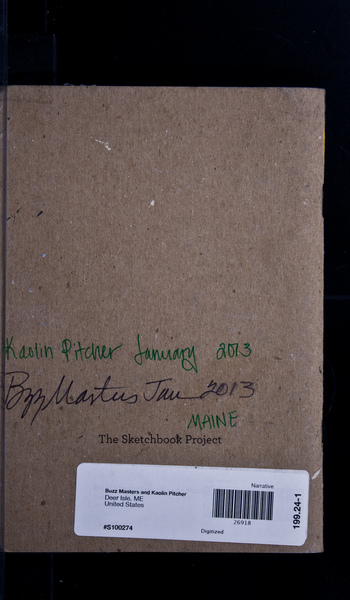 Kaolin Pitcher January 2013
Buzz Masters Jan 2013
MAINE
The Sketchbook Project
Narrative
Buzz Masters and Kaolin Pitcher
Deer Isle, ME
United States
26918
199.24-1
#S100274
Digitized